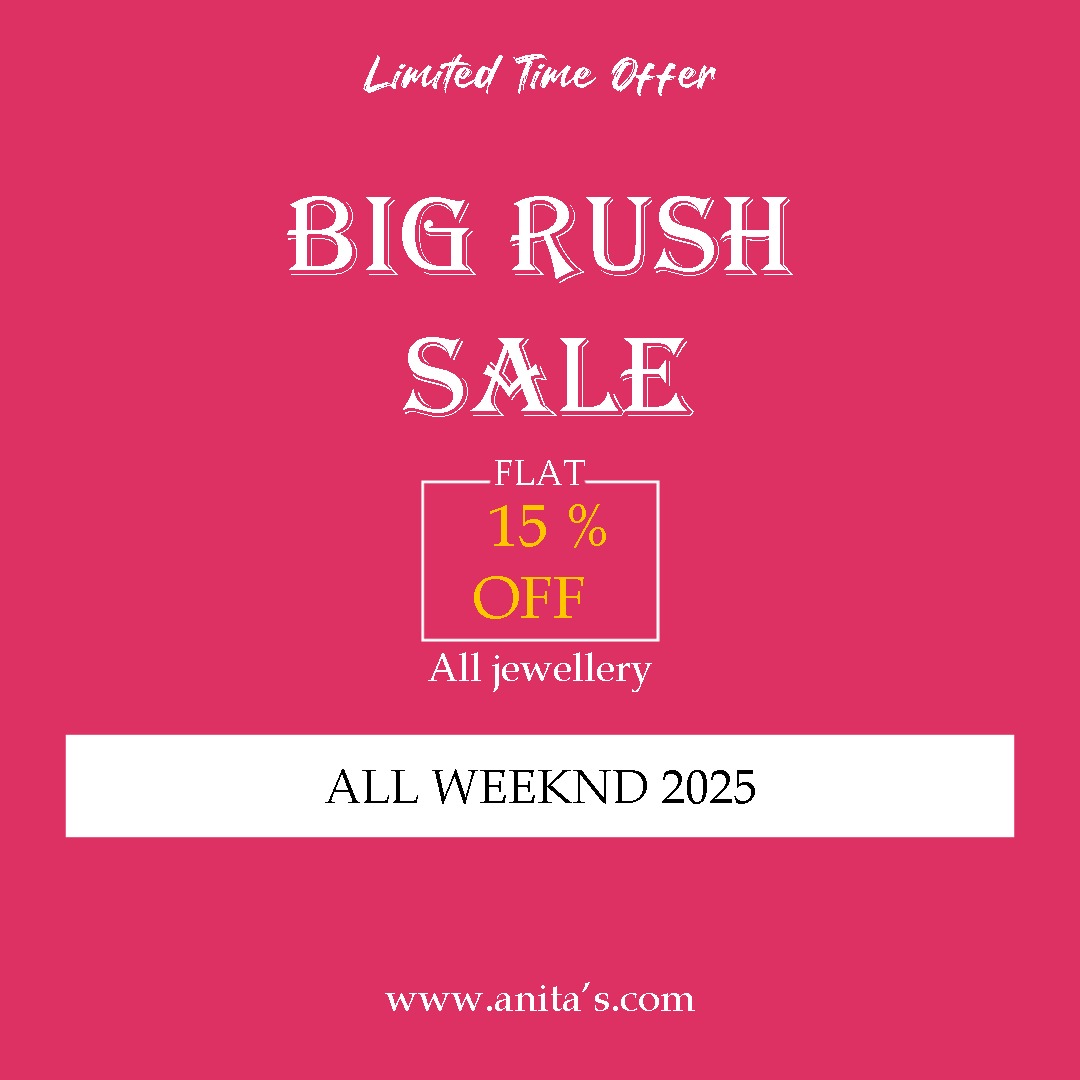 Limited Time Offer
BIG RUSH
SALE
FLAT
15 %
OFF
All jewellery
ALL WEEKND 2025
www.anita’s.com